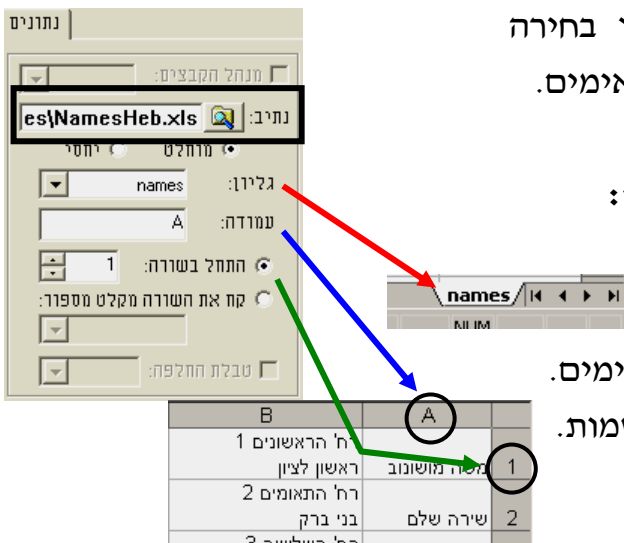 נתונים
י בחירה
אימים.
:
מנהל הקבצים:
נתיב: es\NamesHeb.xls
מוחלט יחסי
גליון: names
עמודה: A
התחל בשורה: 1
קח את השורה מקלט מספור:
טבלת החלפה:
names
NUM
ימים.
מות.
A B
1 משה מושונוב רח' הראשונים 1
ראשון לציון
2 שירה שלם רח' התאומים 2
בני ברק